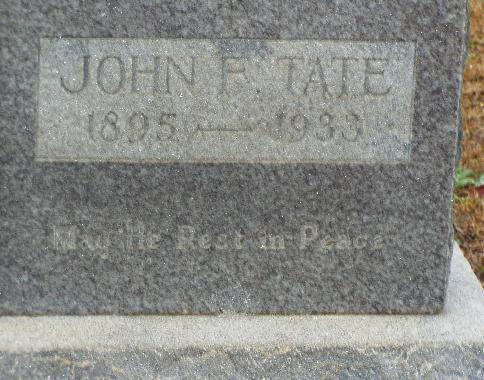 JOHN F. TATE
1895 — 1933
May He Rest in Peace